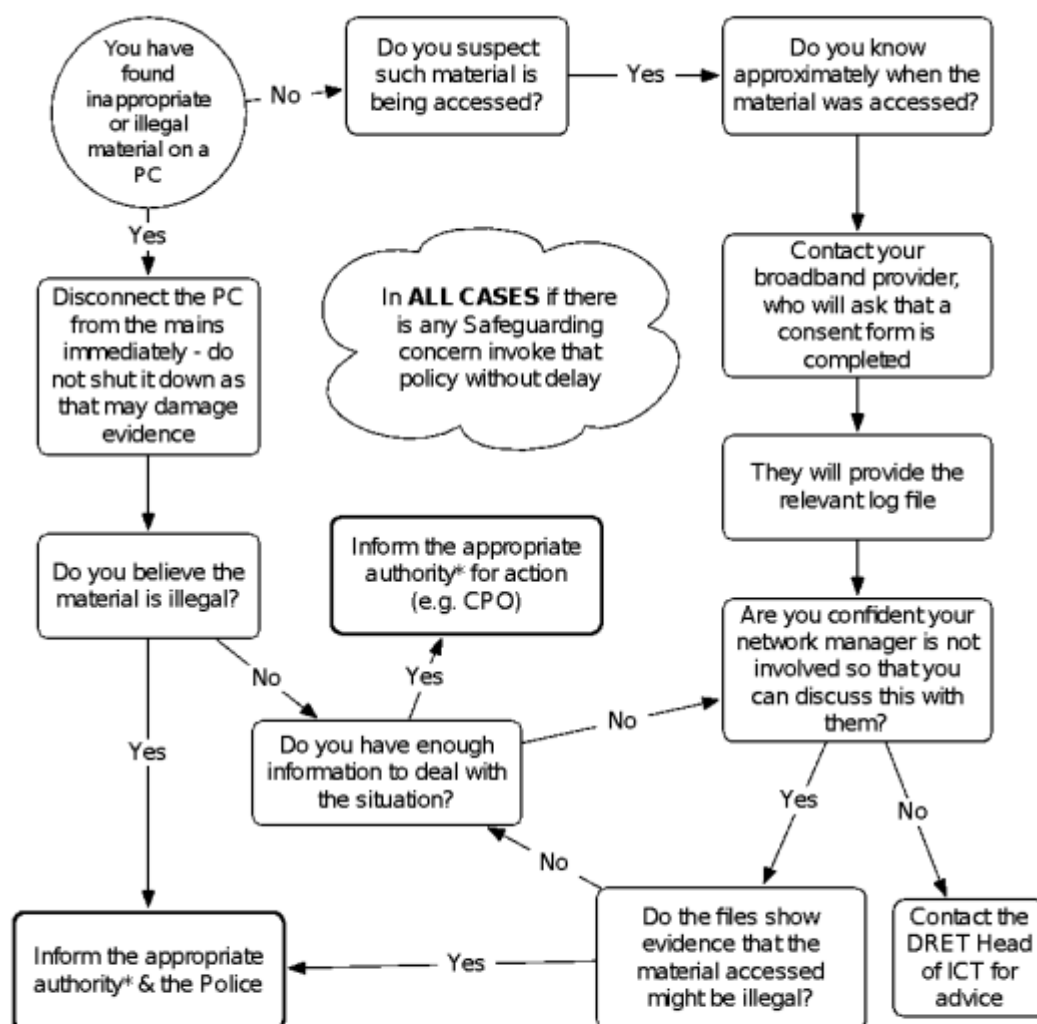 You have
found
inappropriate
or illegal
material on a
PC
No
Do you suspect
such material is
being accessed?
Yes
Do you know
approximately when the
material was accessed?
Yes
Disconnect the PC
from the mains
immediately - do
not shut it down as
that may damage
evidence
In ALL CASES if there
is any Safeguarding
concern invoke that
policy without delay
Contact your
broadband provider,
who will ask that a
consent form is
completed
They will provide the
relevant log file
Do you believe the
material is illegal?
Inform the appropriate
authority* for action
(e.g. CPO)
Are you confident your
network manager is not
involved so that you
can discuss this with
them?
No
Yes
No
Yes
Do you have enough
information to deal with
the situation?
Yes
No
No
Inform the appropriate
authority* & the Police
Yes
Do the files show
evidence that the
material accessed
might be illegal?
Contact the
DRET Head
of ICT for
advice